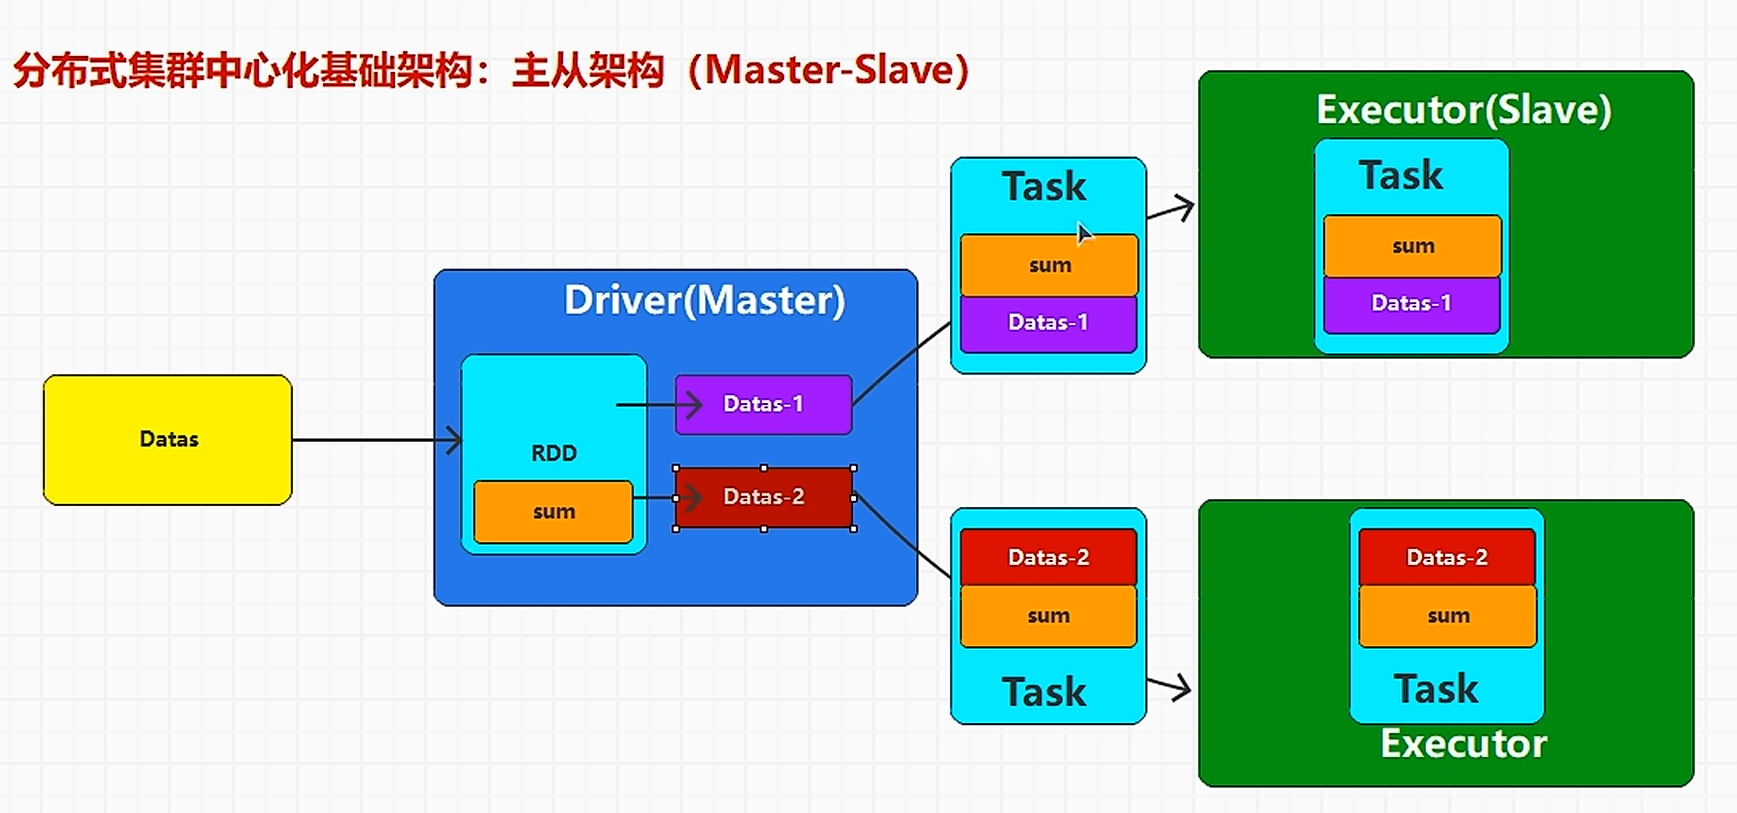 分布式集群中心化基础架构：主从架构（Master-Slave）
Executor(Slave)
Task
sum
Datas-1
Task
sum
Datas-1
Driver(Master)
Datas-1
Datas
RDD
sum
Datas-2
Datas-2
sum
Task
Datas-2
sum
Task
Executor